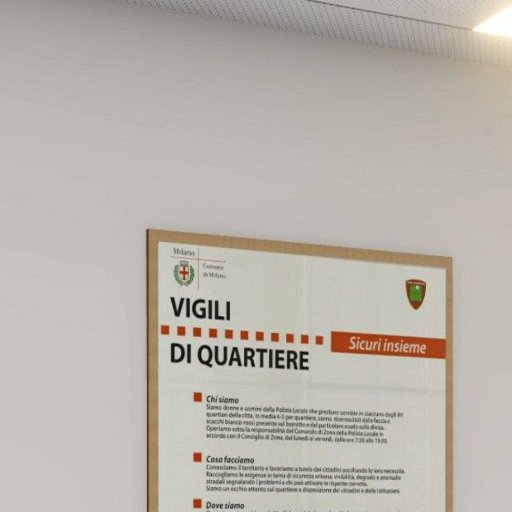 Milano
Comune
di Milano
VIGILI
DI QUARTIERE
Sicuri insieme
Chi siamo
Siamo donne e uomini della Polizia Locale che prestano servizio in ciascuno degli
quartieri della città, in media 4-5 per quartiere, siamo riconoscibili dalla fascia a
scacchi bianco-rossi presente sul berretto e dal particolare scudo sulla divisa.
Operiamo sotto la responsabilità del Comando di Zona della Polizia Locale in
accordo con il Consiglio di Zona, dal lunedì al venerdì, dalle ore 7:30 alle 19:30.
Cosa facciamo
Conosciamo il territorio e lavoriamo a tutela dei cittadini ascoltando le loro necessità.
Raccogliamo le esigenze in tema di sicurezza urbana, vivibilità, degrado e anomalie
stradali segnalando i problemi a chi può attivare le risposte corrette.
Siamo un occhio attento sul quartiere a disposizione dei cittadini e delle istituzioni.
Dove siamo